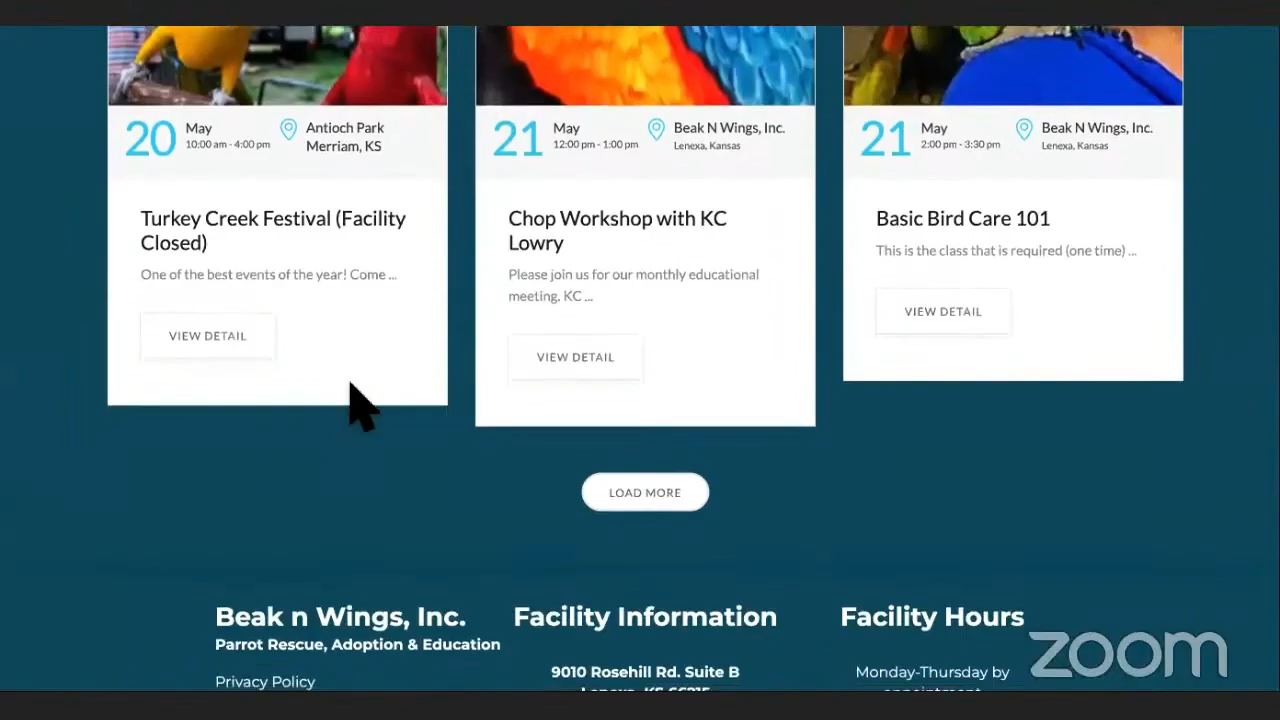 20
May
10:00 am - 4:00 pm
Antioch Park
Merriam, KS
Turkey Creek Festival (Facility
Closed)
One of the best events of the year! Come ...
VIEW DETAIL
21
May
12:00 pm - 1:00 pm
Beak N Wings, Inc.
Lenexa, Kansas
Chop Workshop with KC
Lowry
Please join us for our monthly educational
meeting. KC ...
VIEW DETAIL
21
May
2:00 pm - 3:30 pm
Beak N Wings, Inc.
Lenexa, Kansas
Basic Bird Care 101
This is the class that is required (one time) ...
VIEW DETAIL
LOAD MORE
Beak n Wings, Inc.
Parrot Rescue, Adoption & Education
Privacy Policy
Facility Information
9010 Rosehill Rd. Suite B
Lenexa, KS 66215
Facility Hours
Monday-Thursday by
appointment
zoom